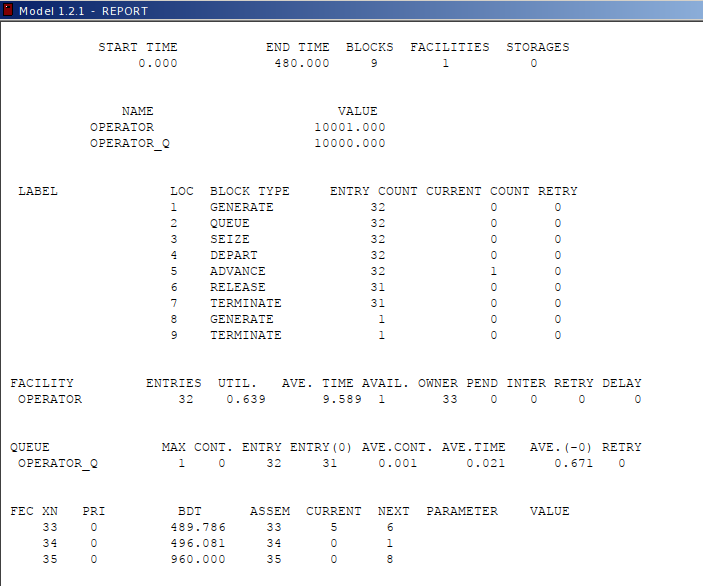 Model 1.2.1 - REPORT
START TIME END TIME BLOCKS FACILITIES STORAGES
0.000 480.000 9 1 0
NAME VALUE
OPERATOR 10001.000
OPERATOR_Q 10000.000
LABEL LOC BLOCK TYPE ENTRY COUNT CURRENT COUNT RETRY
1 GENERATE 32 0 0
2 QUEUE 32 0 0
3 SEIZE 32 0 0
4 DEPART 32 0 0
5 ADVANCE 32 1 0
6 RELEASE 31 0 0
7 TERMINATE 31 0 0
8 GENERATE 1 0 0
9 TERMINATE 1 0 0
FACILITY ENTRIES UTIL. AVE. TIME AVAIL. OWNER PEND INTER RETRY DELAY
OPERATOR 32 0.639 9.589 1 33 0 0 0 0
QUEUE MAX CONT. ENTRY ENTRY(0) AVE.CONT. AVE.TIME AVE.(-0) RETRY
OPERATOR_Q 1 0 32 31 0.001 0.021 0.671 0
FEC XN PRI BDT ASSEM CURRENT NEXT PARAMETER VALUE
33 0 489.786 33 5 6
34 0 496.081 34 0 1
35 0 960.000 35 0 8